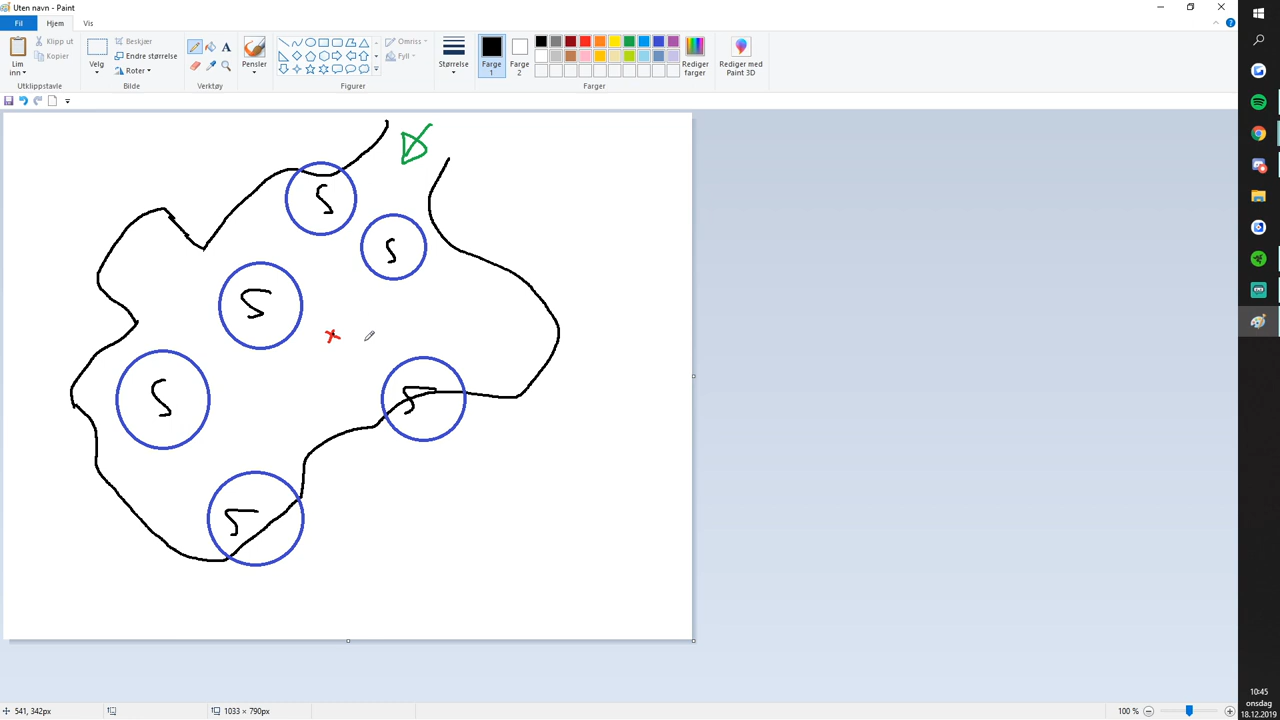 Uten navn - Paint
Fil Hjem Vis
Lim inn
Klipp ut
Kopier
Utklippstavle
Velg
Beskjær
Endre størrelse
Roter
Bilde
A
Verktøy
Pensler
Omriss
Fyll
Figurer
Størrelse
Farge 1
Farge 2
Rediger farger
Rediger med Paint 3D
Farger
S
S
S
x
S
S
S
541, 342px
1033 × 790px
100 %
10:45
onsdag
18.12.2019